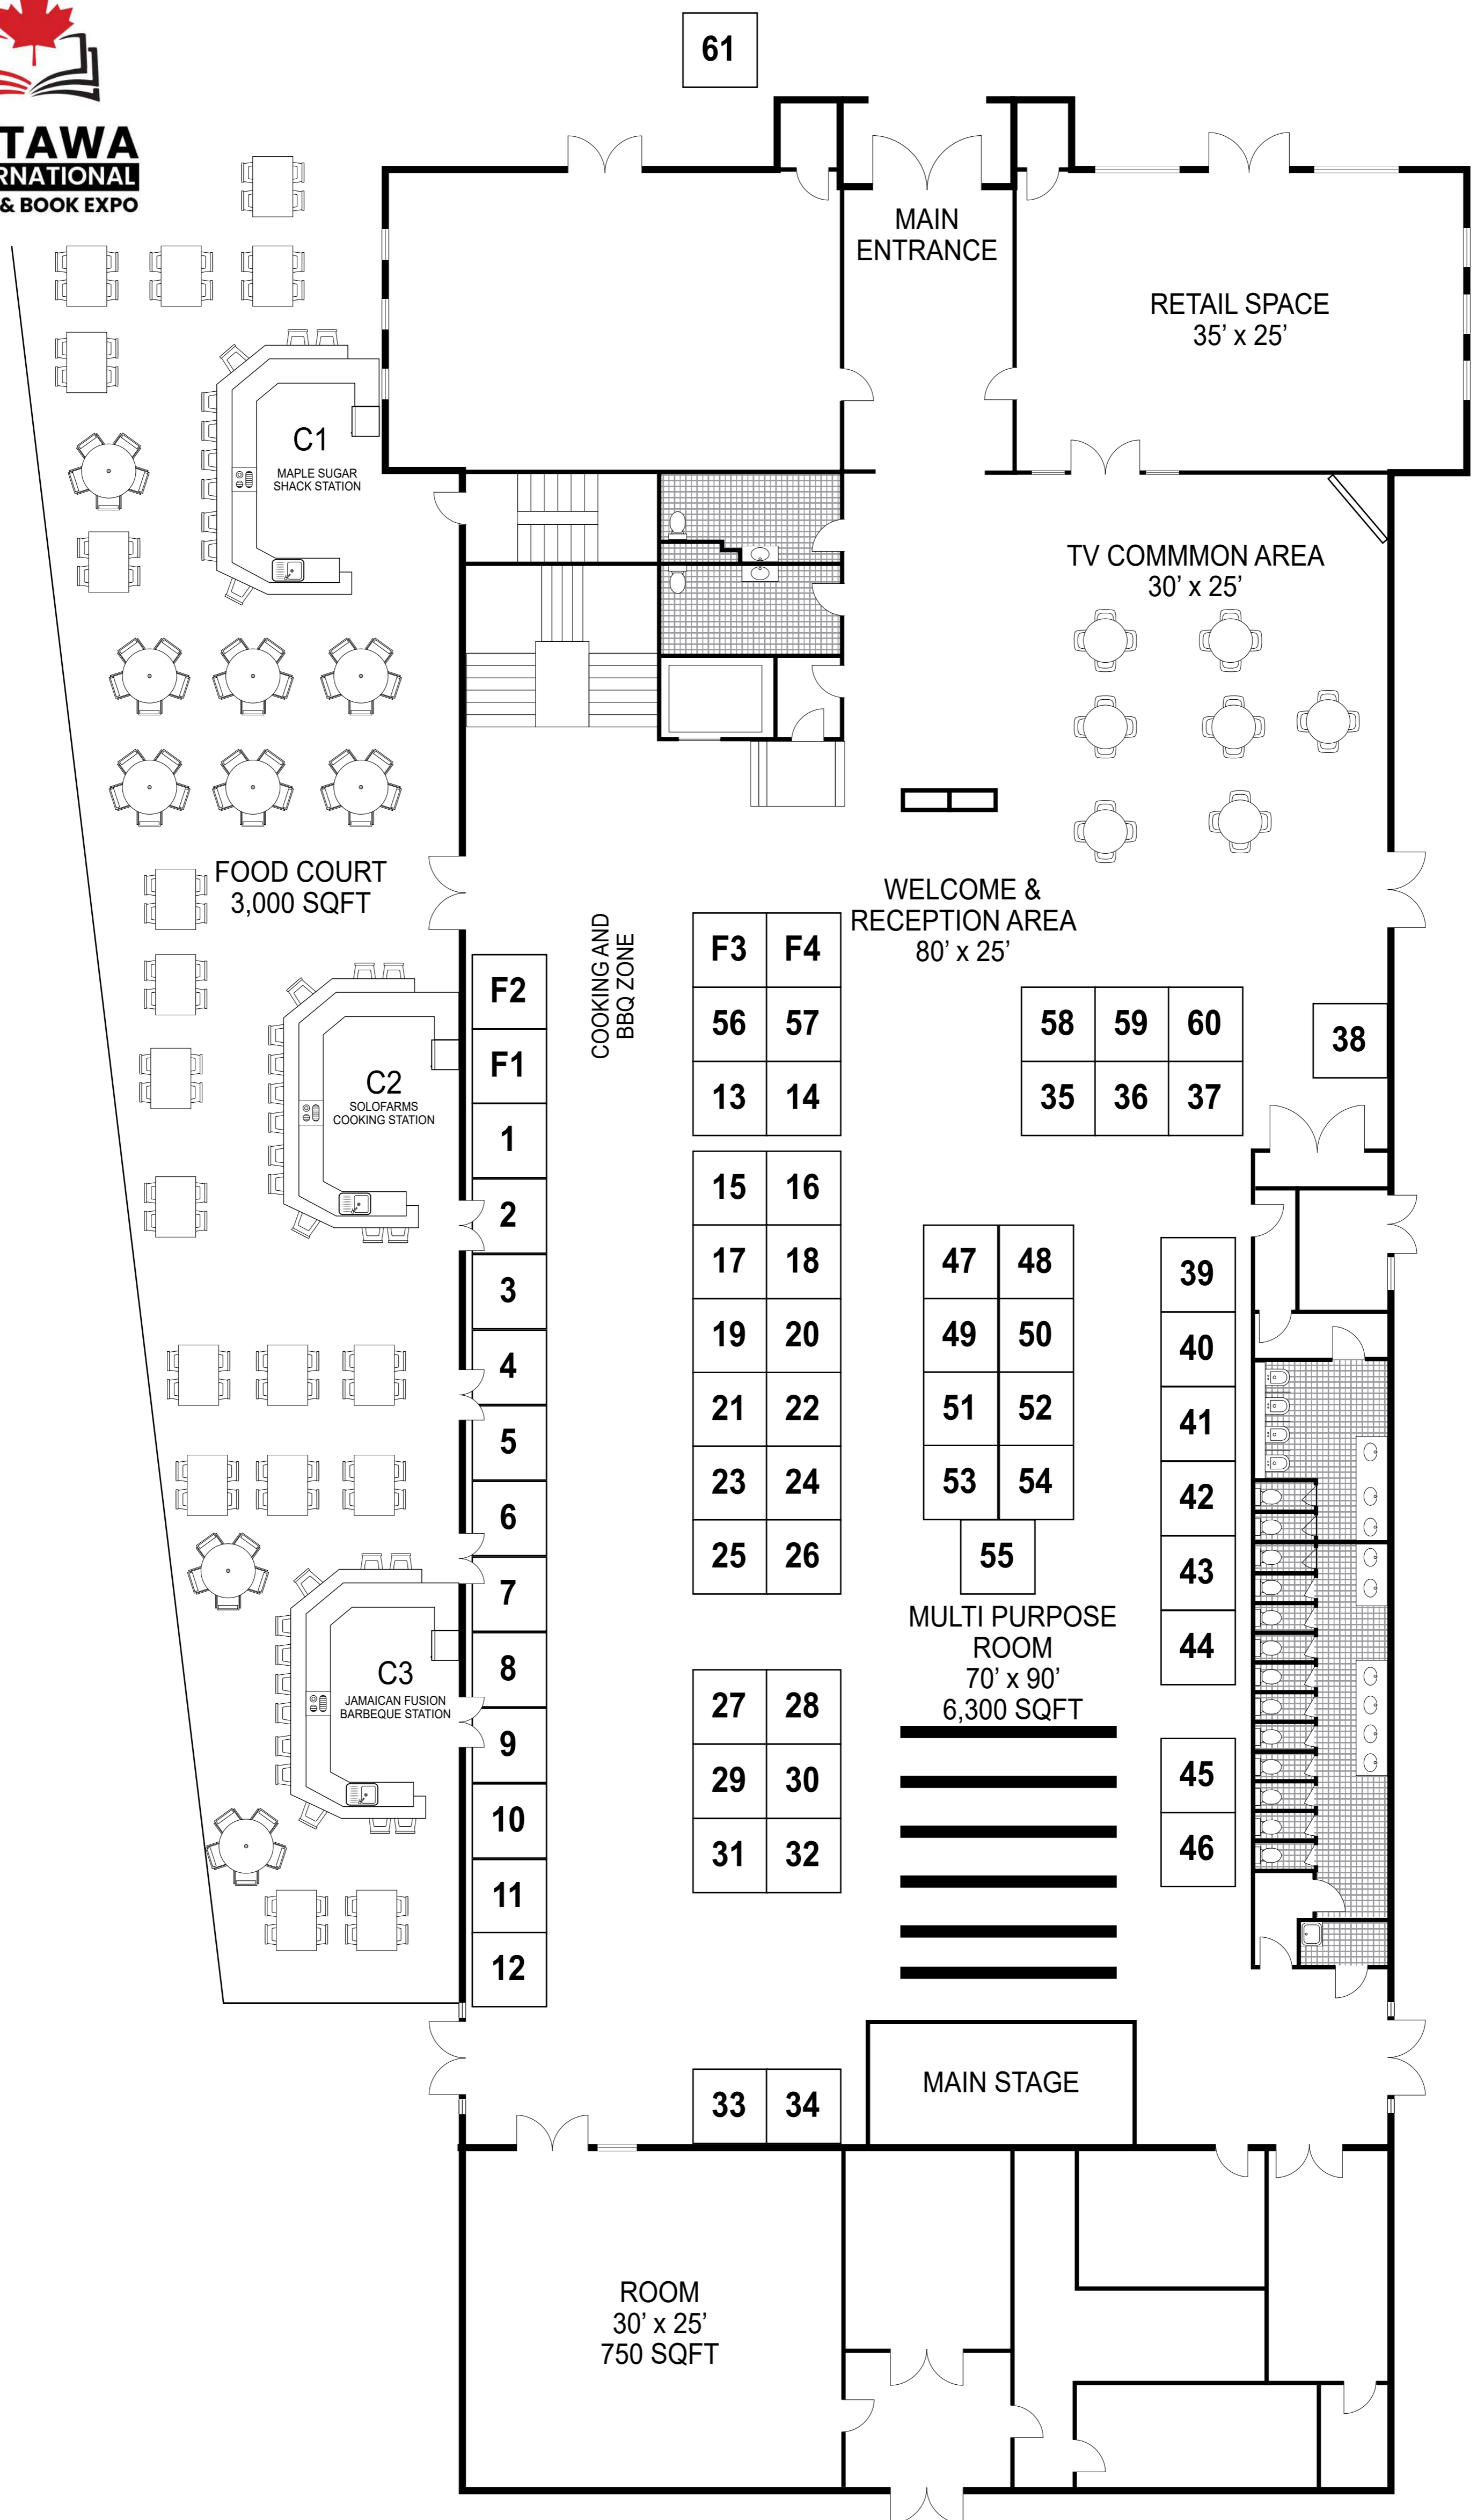 61
TAWA
RNATIONAL
& BOOK EXPO
MAIN
ENTRANCE
RETAIL SPACE
35’ x 25’
C1
MAPLE SUGAR
SHACK STATION
TV COMMMON AREA
30’ x 25’
FOOD COURT
3,000 SQFT
COOKING AND
BBQ ZONE
WELCOME &
RECEPTION AREA
80’ x 25’
F3 F4
56 57
13 14
F2
F1
1
2
3
4
5
6
7
8
9
10
11
12
C2
SOLOFARMS
COOKING STATION
58 59 60
35 36 37
38
15 16
17 18
19 20
21 22
23 24
25 26
47 48
49 50
51 52
53 54
55
39
40
41
42
43
44
MULTI PURPOSE
ROOM
70’ x 90’
6,300 SQFT
C3
JAMAICAN FUSION
BARBEQUE STATION
27 28
29 30
31 32
45
46
33 34
MAIN STAGE
ROOM
30’ x 25’
750 SQFT